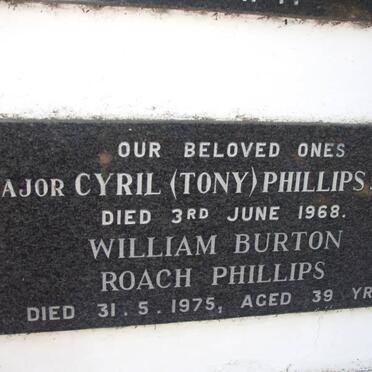 OUR BELOVED ONES
AJOR CYRIL (TONY) PHILLIPS
DIED 3RD JUNE 1968.
WILLIAM BURTON
ROACH PHILLIPS
DIED 31.5.1975, AGED 39 YR